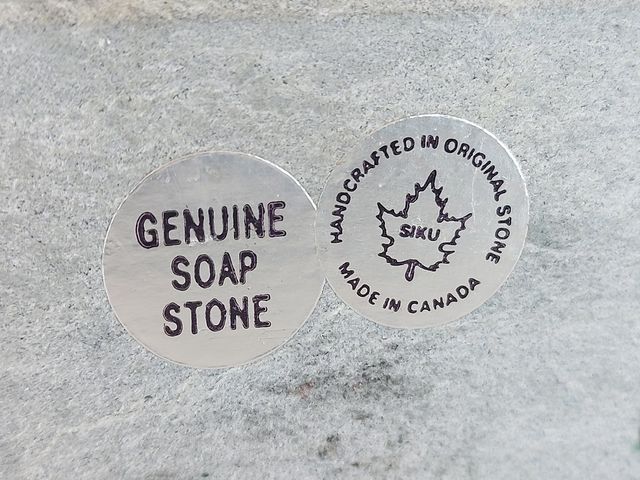 GENUINE
SOAP
STONE
HANDCRAFTED IN ORIGINAL STONE
SIKU
MADE IN CANADA